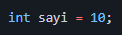 int sayi = 10;